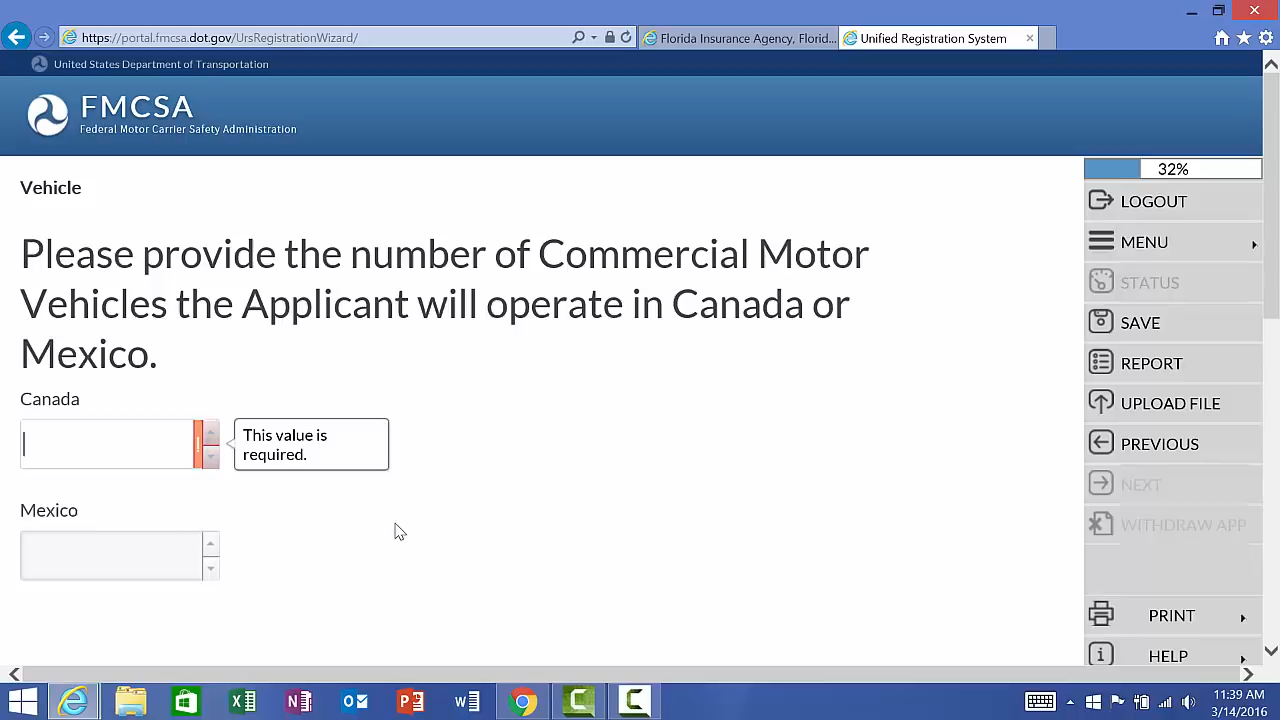 https://portal.fmcsa.dot.gov/UrsRegistrationWizard/
Florida Insurance Agency, Florid...
Unified Registration System
United States Department of Transportation
FMCSA
Federal Motor Carrier Safety Administration
Vehicle
Please provide the number of Commercial Motor
Vehicles the Applicant will operate in Canada or
Mexico.
Canada
This value is
required.
Mexico
32%
LOGOUT
MENU
STATUS
SAVE
REPORT
UPLOAD FILE
PREVIOUS
NEXT
WITHDRAW APP
PRINT
HELP
11:39 AM
3/14/2016